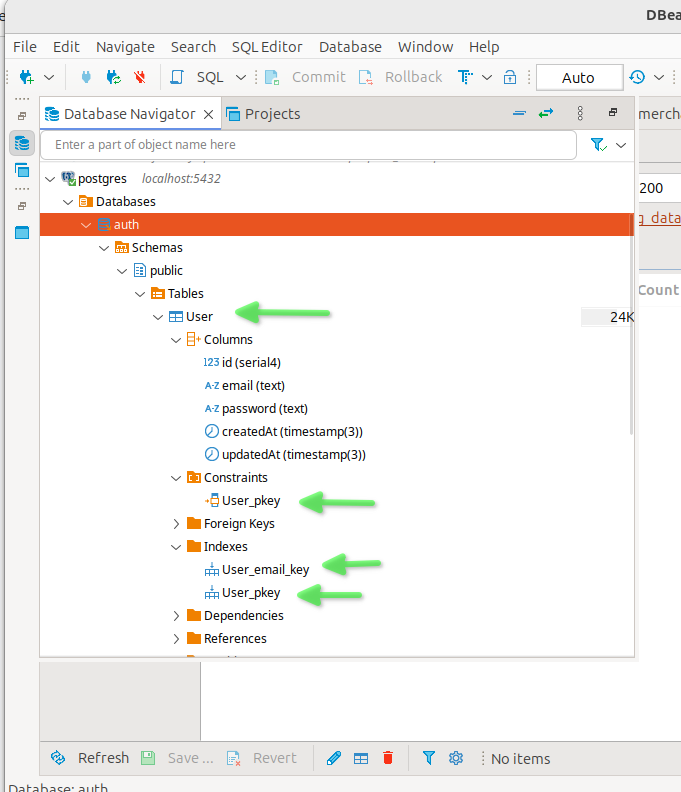 DBea
File Edit Navigate Search SQL Editor Database Window Help
SQL Commit Rollback Auto
Database Navigator Projects merch
Enter a part of object name here
postgres localhost:5432
200
Databases
auth
g_data
Schemas
public
Tables
Count
User 24K
Columns
123 id (serial4)
A-Z email (text)
A-Z password (text)
createdAt (timestamp(3))
updatedAt (timestamp(3))
Constraints
User_pkey
Foreign Keys
Indexes
User_email_key
User_pkey
Dependencies
References
Refresh Save ... Revert No items
Database: auth